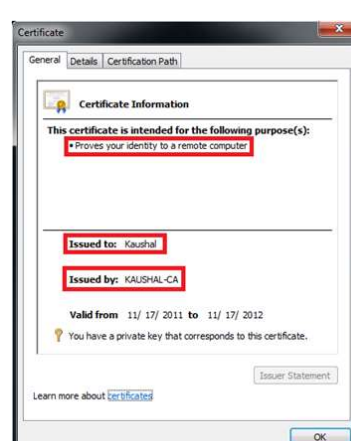 Certificate
General Details Certification Path
Certificate Information
This certificate is intended for the following purpose(s):
• Proves your identity to a remote computer
Issued to: Kaushal
Issued by: KAUSHAL-CA
Valid from 11/ 17/ 2011 to 11/ 17/ 2012
You have a private key that corresponds to this certificate.
Issuer Statement
Learn more about certificates
OK